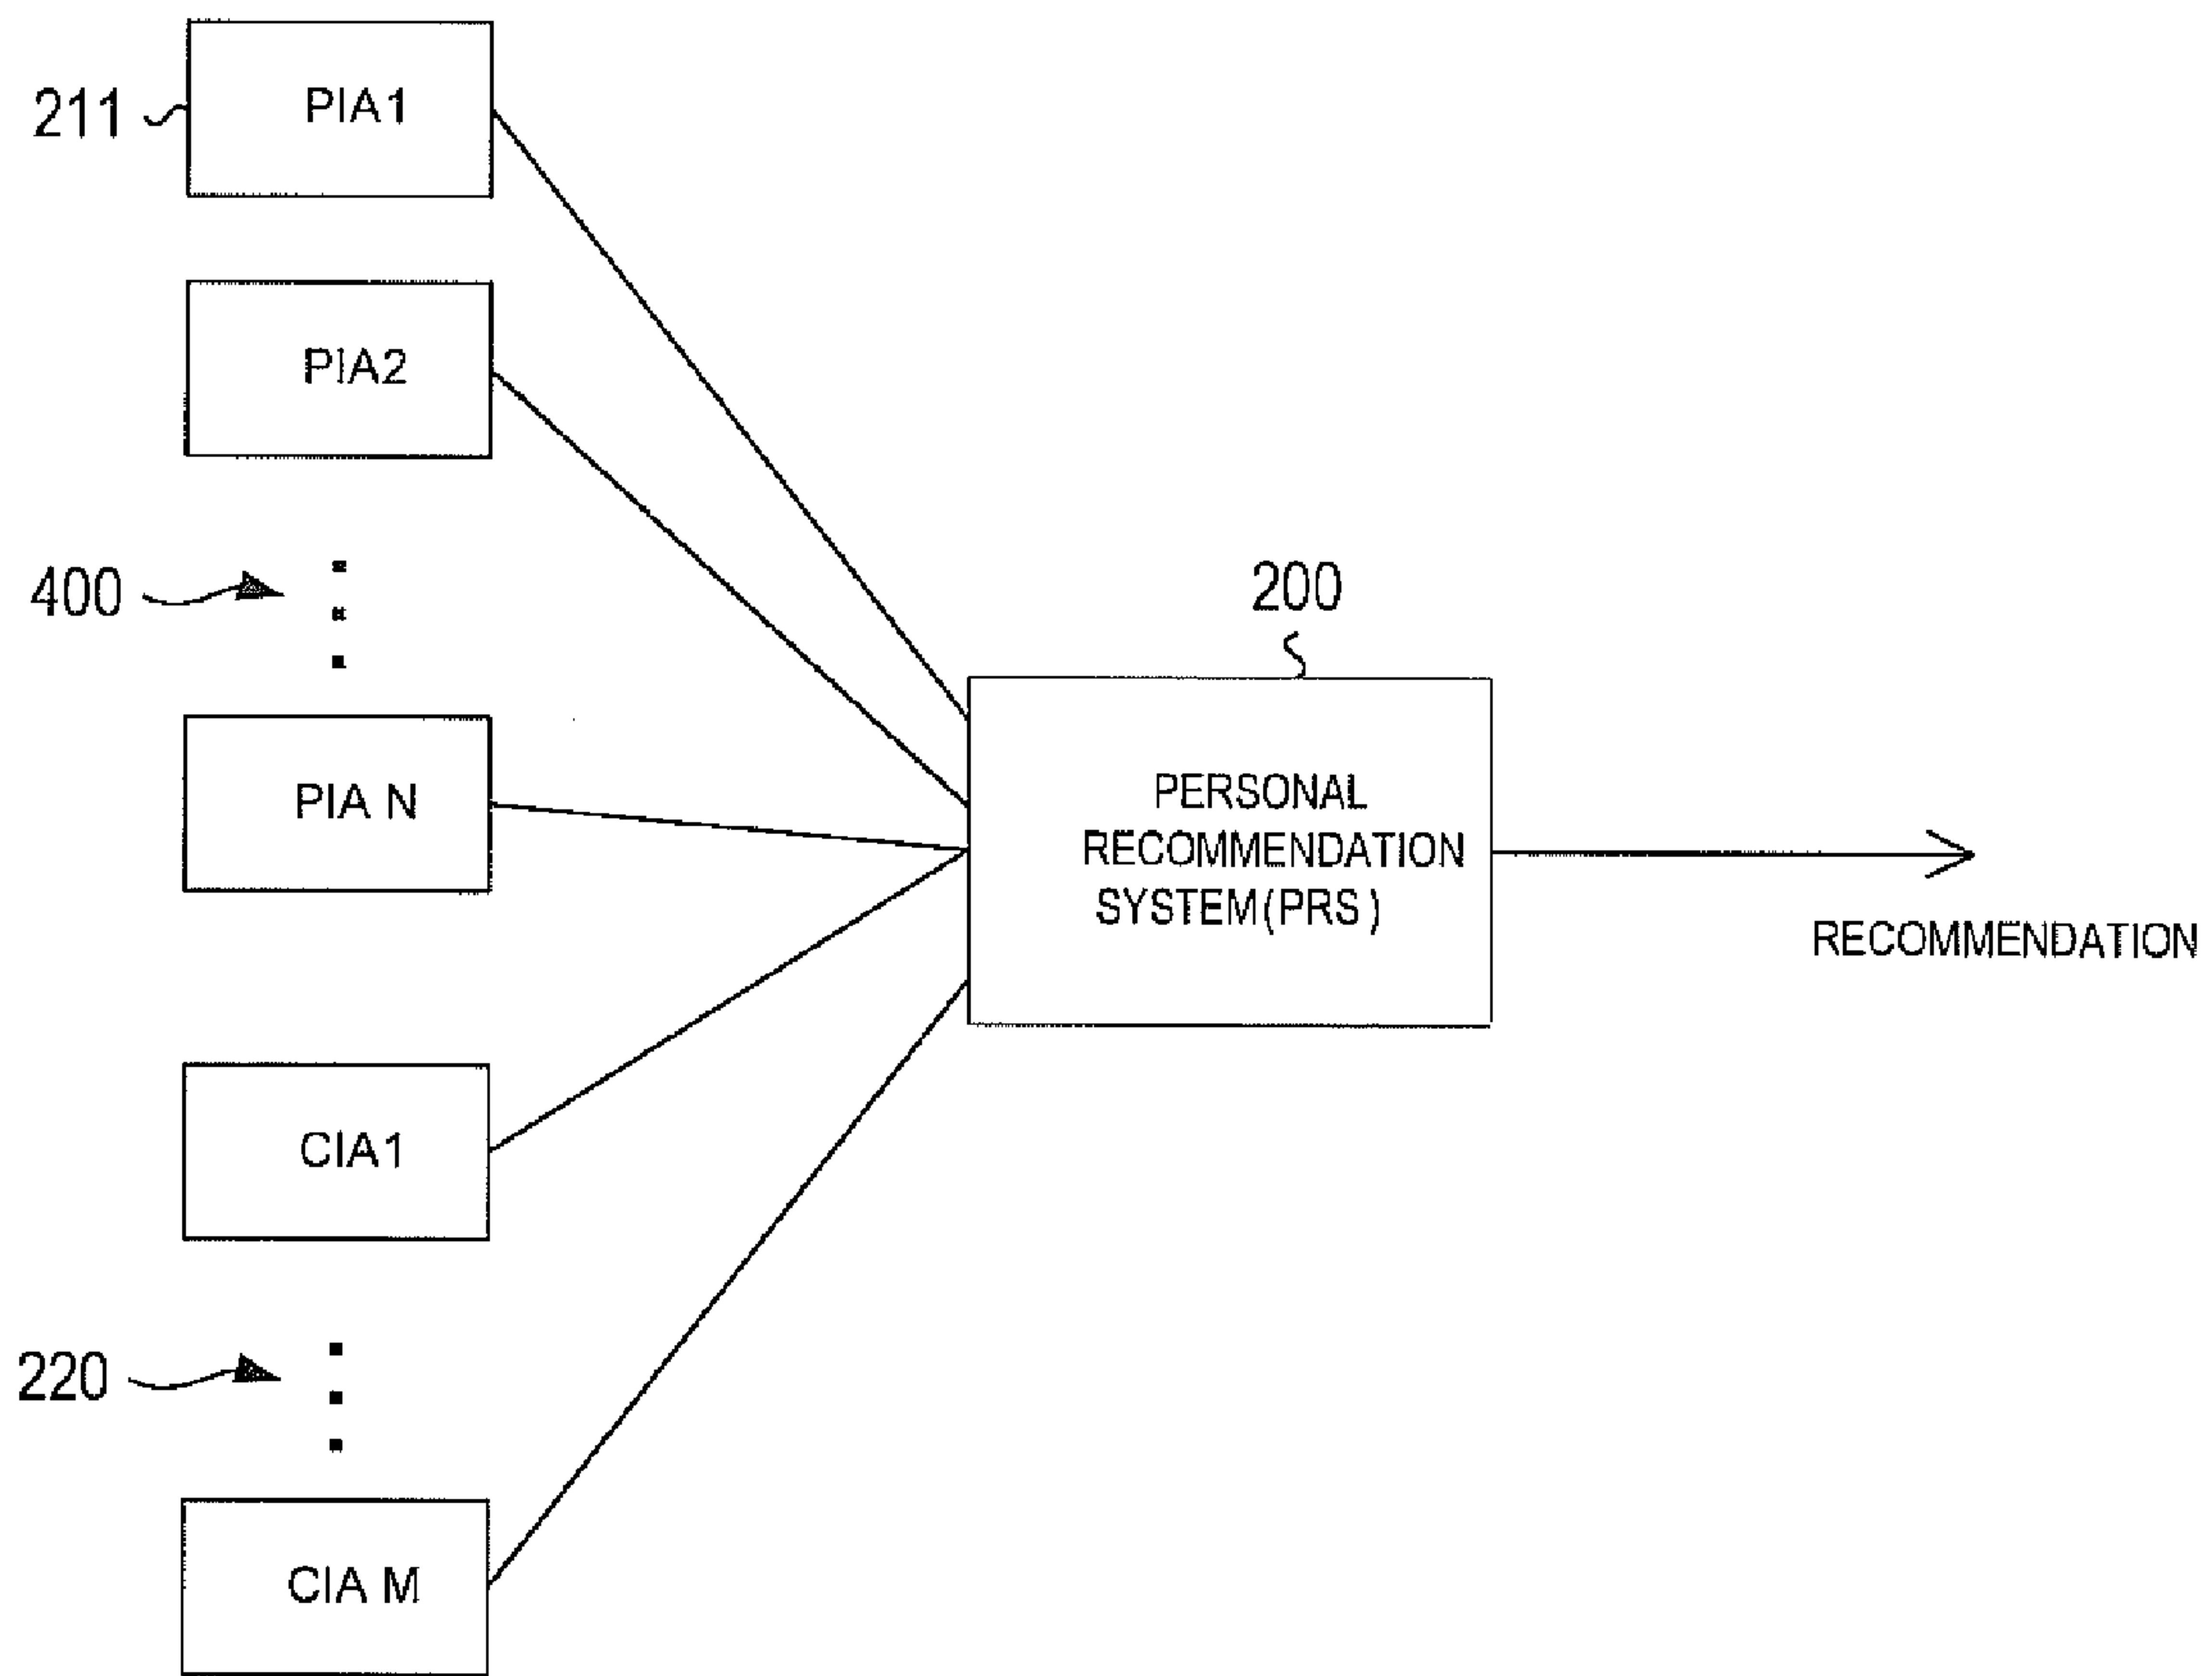 211
PIA1
PIA2
400
PIA N
200
PERSONAL
RECOMMENDATION
SYSTEM(PRS)
RECOMMENDATION
CIA1
220
CIA M